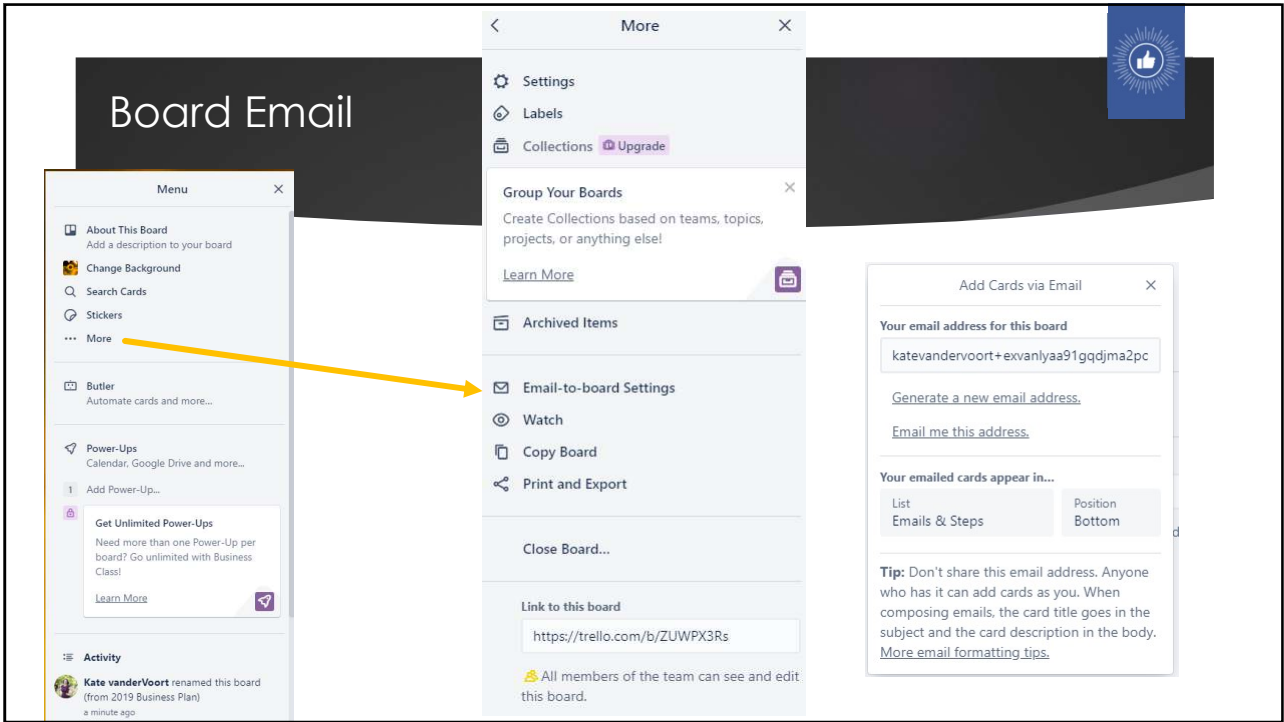 Board Email
Menu
About This Board
Add a description to your board
Change Background
Search Cards
Stickers
More
Butler
Automate cards and more...
Power-Ups
Calendar, Google Drive and more...
1 Add Power-Up...
Get Unlimited Power-Ups
Need more than one Power-Up per
board? Go unlimited with Business
Class!
Learn More
Activity
Kate vanderVoort renamed this board
(from 2019 Business Plan)
a minute ago
More
Settings
Labels
Collections Upgrade
Group Your Boards
Create Collections based on teams, topics,
projects, or anything else!
Learn More
Archived Items
Email-to-board Settings
Watch
Copy Board
Print and Export
Close Board...
Link to this board
https://trello.com/b/ZUWPX3Rs
All members of the team can see and edit
this board.
Add Cards via Email
Your email address for this board
katevandervoort+exvanlyaa91gqdjma2pc
Generate a new email address.
Email me this address.
Your emailed cards appear in...
List Position
Emails & Steps Bottom
Tip: Don't share this email address. Anyone
who has it can add cards as you. When
composing emails, the card title goes in the
subject and the card description in the body.
More email formatting tips.